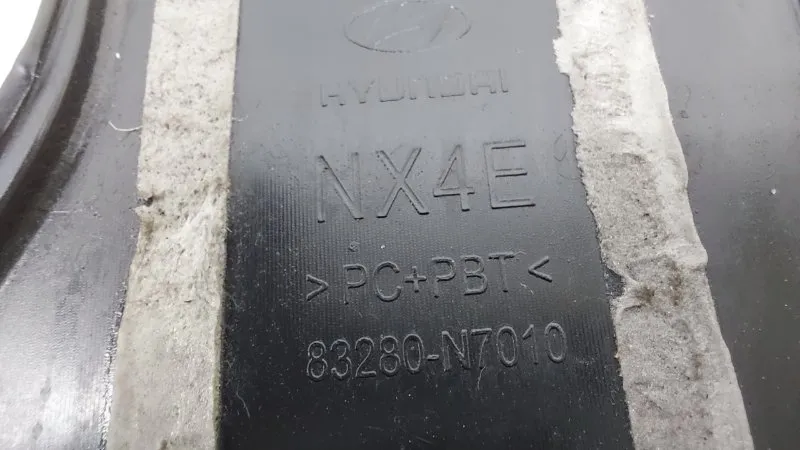 HYUNDAI
NX4E
>PC+PBT<
83280-N7010